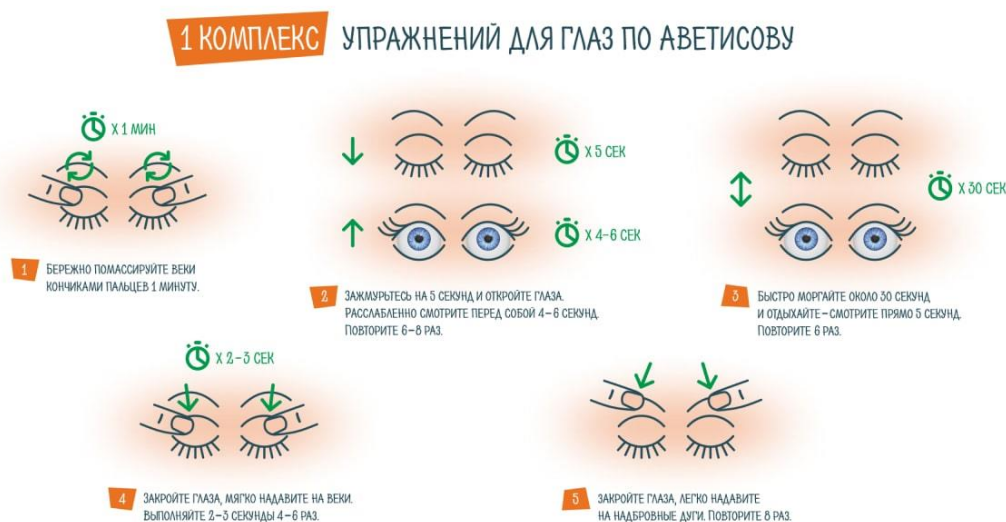 1 КОМПЛЕКС УПРАЖНЕНИЙ ДЛЯ ГЛАЗ ПО АВЕТИСОВУ
X 1 МИН
1 БЕРЕЖНО ПОМАССИРУЙТЕ ВЕКИ
КОНЧИКАМИ ПАЛЬЦЕВ 1 МИНУТУ.
X 5 СЕК
X 4–6 СЕК
2 ЗАЖМУРЬТЕСЬ НА 5 СЕКУНД И ОТКРОЙТЕ ГЛАЗА.
РАССЛАБЛЕННО СМОТРИТЕ ПЕРЕД СОБОЙ 4–6 СЕКУНД.
ПОВТОРИТЕ 6–8 РАЗ.
X 30 СЕК
3 БЫСТРО МОРГАЙТЕ ОКОЛО 30 СЕКУНД
И ОТДЫХАЙТЕ – СМОТРИТЕ ПРЯМО 5 СЕКУНД.
ПОВТОРИТЕ 6 РАЗ.
X 2–3 СЕК
4 ЗАКРОЙТЕ ГЛАЗА, МЯГКО НАДАВИТЕ НА ВЕКИ.
ВЫПОЛНЯЙТЕ 2–3 СЕКУНДЫ 4–6 РАЗ.
5 ЗАКРОЙТЕ ГЛАЗА, ЛЕГКО НАДАВИТЕ
НА НАДБРОВНЫЕ ДУГИ. ПОВТОРИТЕ 8 РАЗ.